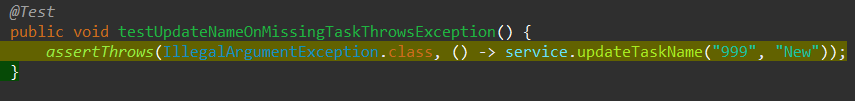 @Test
public void testUpdateNameOnMissingTaskThrowsException() {
    assertThrows(IllegalArgumentException.class, () -> service.updateTaskName("999", "New"));
}